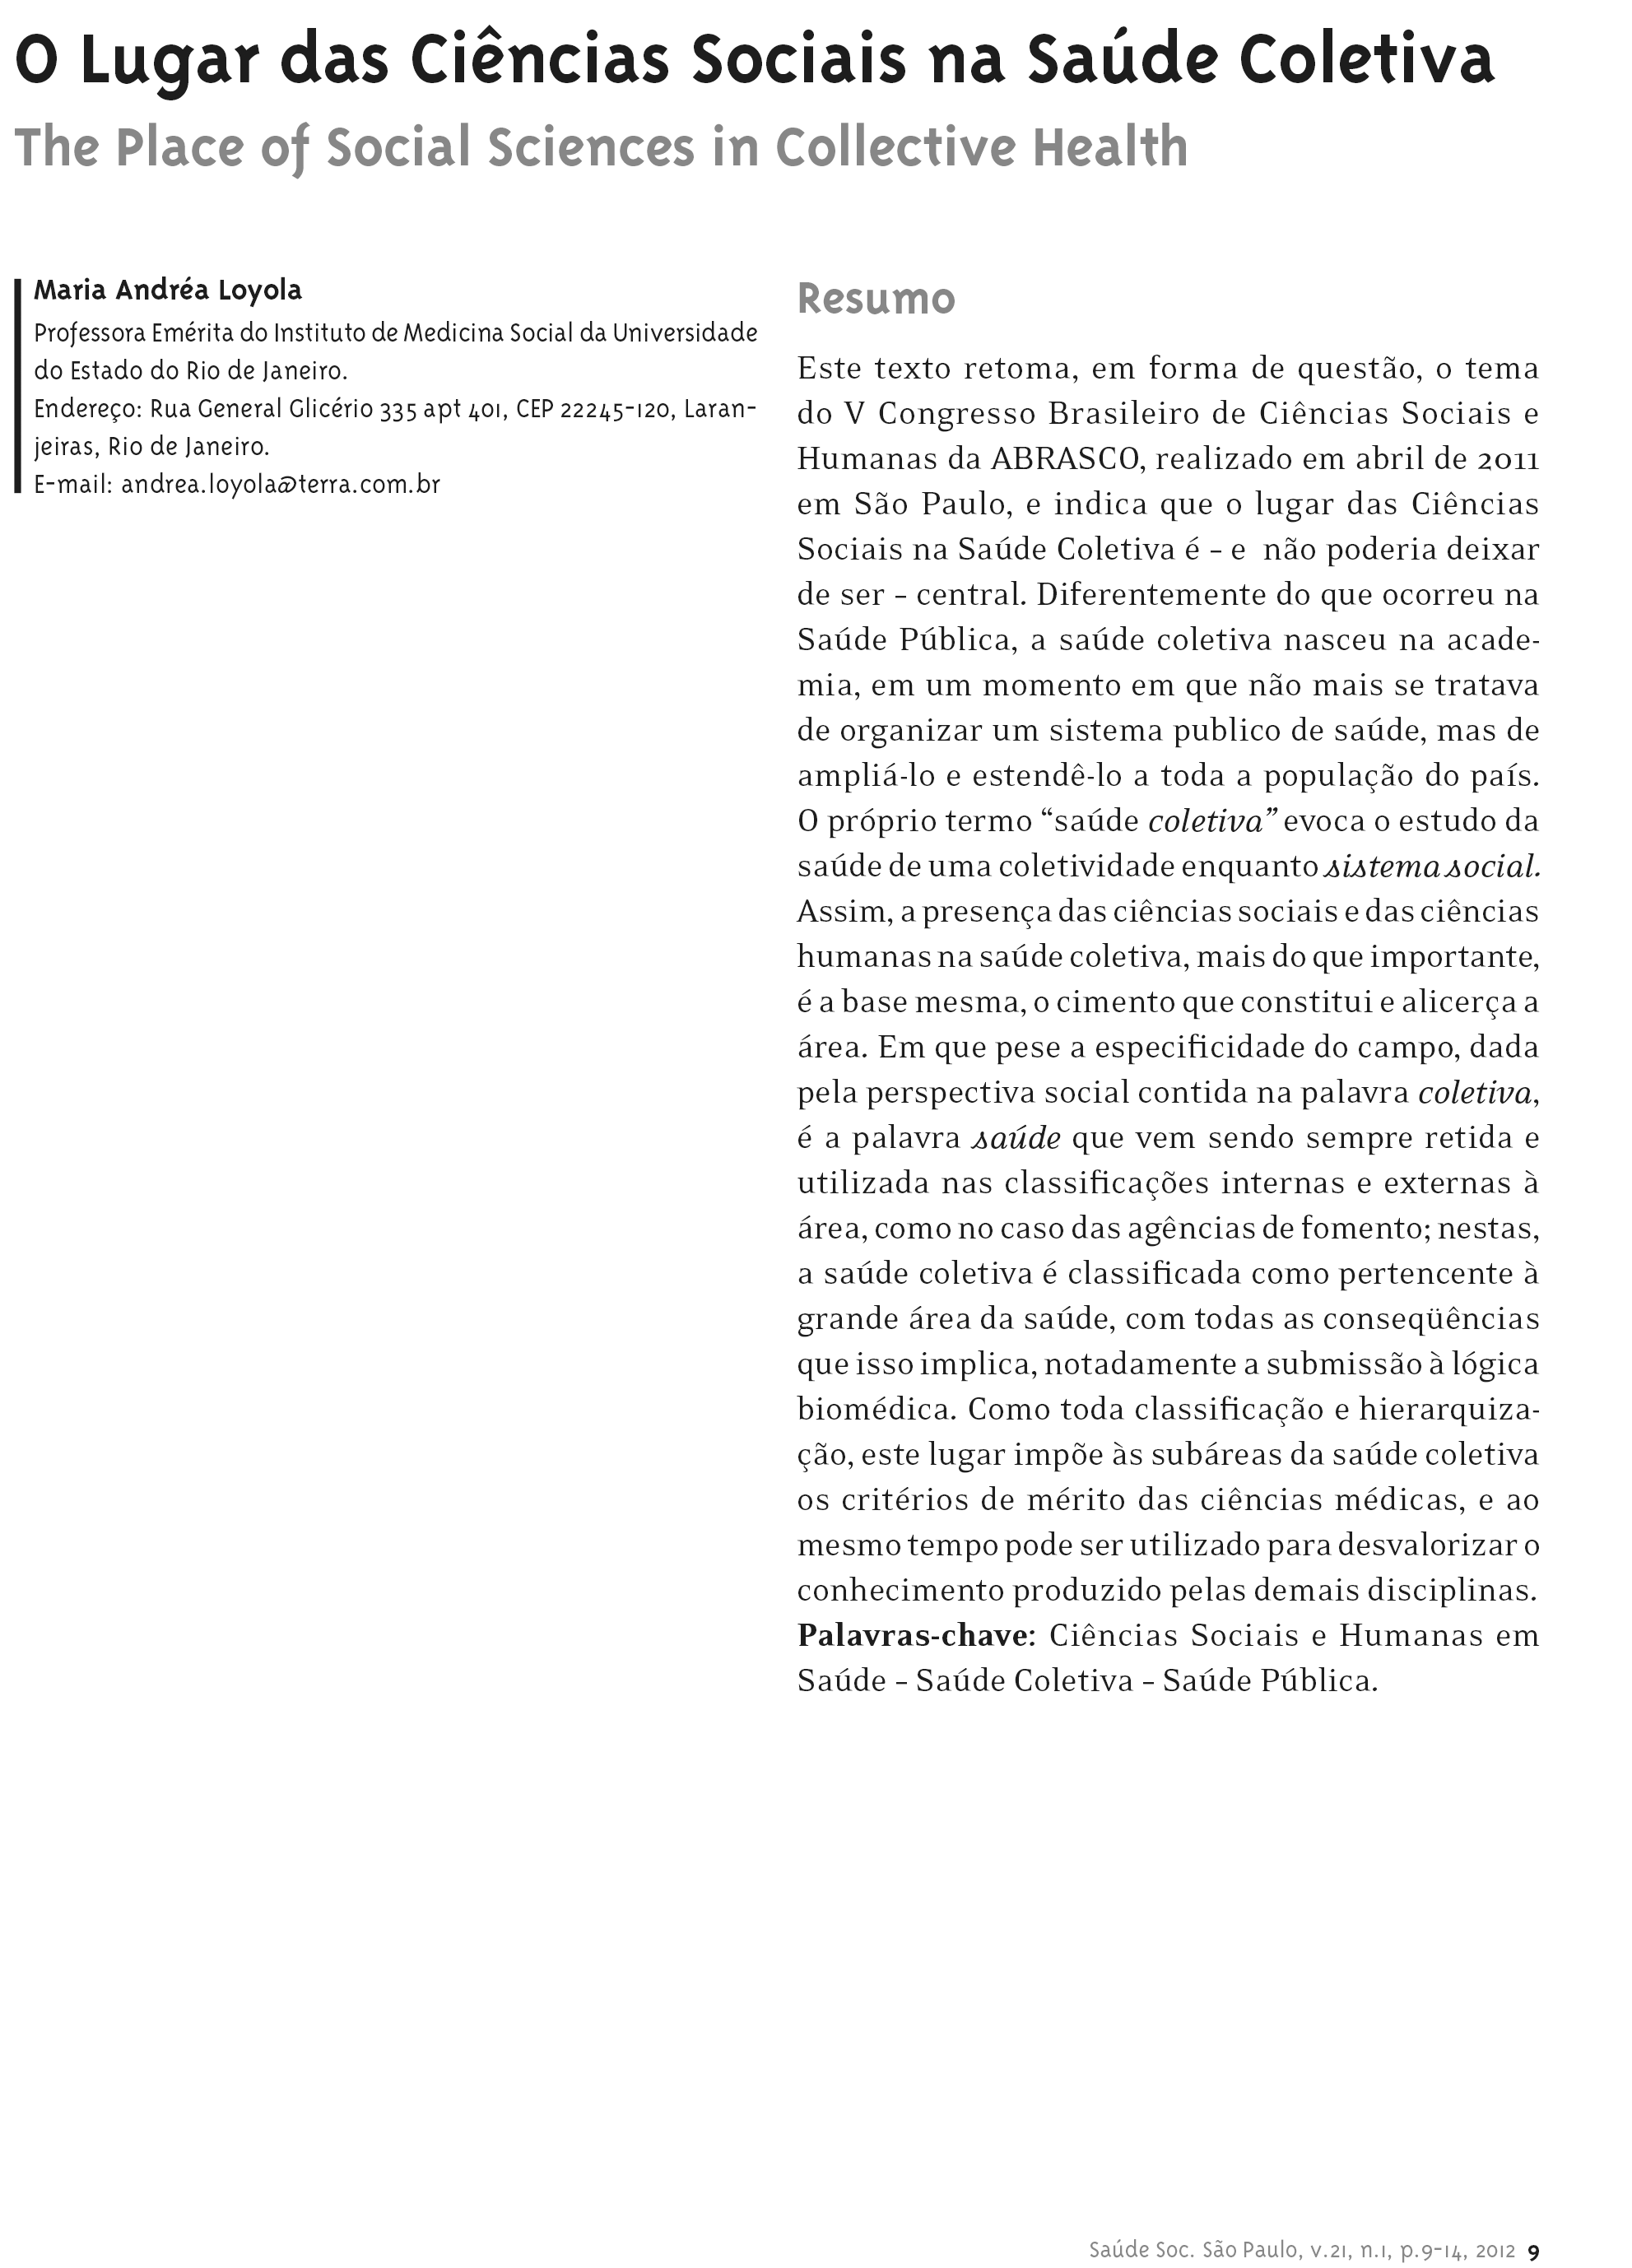 O Lugar das Ciências Sociais na Saúde Coletiva
The Place of Social Sciences in Collective Health
Maria Andréa Loyola
Professora Emérita do Instituto de Medicina Social da Universidade
do Estado do Rio de Janeiro.
Endereço: Rua General Glicério 335 apt 401, CEP 22245-120, Laran-
jeiras, Rio de Janeiro.
E-mail: andrea.loyola@terra.com.br
Resumo
Este texto retoma, em forma de questão, o tema
do V Congresso Brasileiro de Ciências Sociais e
Humanas da ABRASCO, realizado em abril de 2011
em São Paulo, e indica que o lugar das Ciências
Sociais na Saúde Coletiva é – e não poderia deixar
de ser – central. Diferentemente do que ocorreu na
Saúde Pública, a saúde coletiva nasceu na acade-
mia, em um momento em que não mais se tratava
de organizar um sistema publico de saúde, mas de
ampliá-lo e estendê-lo a toda a população do país.
O próprio termo “saúde coletiva” evoca o estudo da
saúde de uma coletividade enquanto sistema social.
Assim, a presença das ciências sociais e das ciências
humanas na saúde coletiva, mais do que importante,
é a base mesma, o cimento que constitui e alicerça a
área. Em que pese a especificidade do campo, dada
pela perspectiva social contida na palavra coletiva,
é a palavra saúde que vem sendo sempre retida e
utilizada nas classificações internas e externas à
área, como no caso das agências de fomento; nestas,
a saúde coletiva é classificada como pertencente à
grande área da saúde, com todas as conseqüências
que isso implica, notadamente a submissão à lógica
biomédica. Como toda classificação e hierarquiza-
ção, este lugar impõe às subáreas da saúde coletiva
os critérios de mérito das ciências médicas, e ao
mesmo tempo pode ser utilizado para desvalorizar o
conhecimento produzido pelas demais disciplinas.
Palavras-chave: Ciências Sociais e Humanas em
Saúde – Saúde Coletiva – Saúde Pública.
Saúde Soc. São Paulo, v.21, n.1, p.9-14, 2012 9